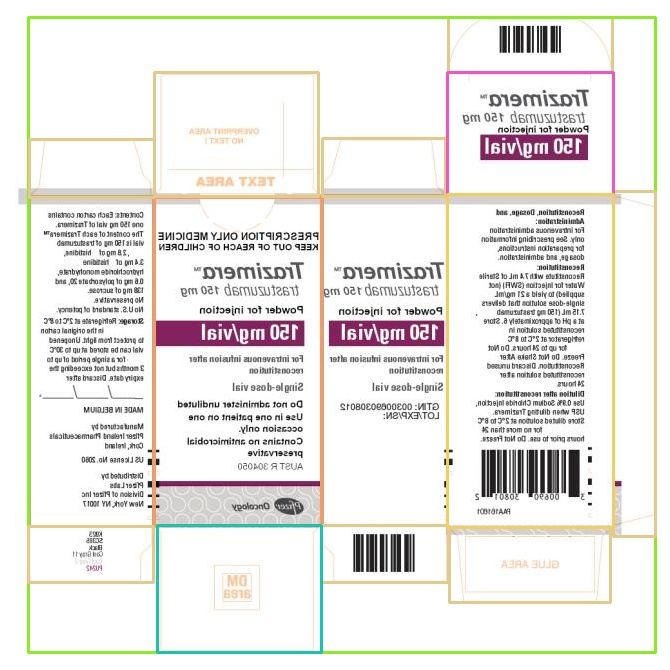 Trazimera™
trastuzumab 150 mg
Powder for injection
150 mg/vial
OVERPRINT AREA
NO TEXT!
TEXT AREA
Contents: Each carton contains
one 150 mg vial of Trazimera.
The content of each Trazimera™
vial is 150 mg of trastuzumab
, 2.8 mg of histidine,
3.4 mg of histidine
hydrochloride monohydrate,
0.6 mg of polysorbate 20, and
138 mg of sucrose.
No preservative.
No U.S. standard of potency.
Storage: Refrigerate at 2°C to 8°C
in the original carton
to protect from light. Unopened
vial can be stored at up to 30°C
for a single period of up to
3 months but not exceeding the
expiry date. Discard after
MADE IN BELGIUM
Manufactured by
Pfizer Ireland Pharmaceuticals
Cork, Ireland
US License No. 2060
Distributed by
Pfizer Labs
Division of Pfizer Inc
New York, NY 10017
PRESCRIPTION ONLY MEDICINE
KEEP OUT OF REACH OF CHILDREN
Trazimera™
trastuzumab 150 mg
Powder for injection
150 mg/vial
For intravenous infusion after
reconstitution
Single-dose vial
Do not administer undiluted
Use in one patient on one
occasion only.
Contains no antimicrobial
preservative
AUST R 304050
Pfizer Oncology
Trazimera™
trastuzumab 150 mg
Powder for injection
150 mg/vial
For intravenous infusion after
reconstitution
Single-dose vial
GTIN: 00300690308012
LOT/EXP/SN:
Reconstitution, Dosage, and
Administration:
For intravenous administration
only. See prescribing information
for preparation instructions,
dosage, and administration.
Reconstitution:
Reconstitute with 7.4 mL of Sterile
Water for Injection (SWFI) (not
supplied) to yield a 21 mg/mL
single-dose solution that delivers
7.15 mL (150 mg trastuzumab
at a pH of approximately 6. Store
reconstituted solution in
refrigerator at 2°C to 8°C
for up to 24 hours. Do Not
Freeze. Do Not Shake After
Reconstitution. Discard unused
reconstituted solution after
24 hours
Dilution after reconstitution:
Use 0.9% Sodium Chloride Injection,
USP when diluting Trazimera.
Store diluted solution at 2°C to 8°C
for no more than 24
hours prior to use. Do Not Freeze.
3 00690 30801 2
Black
Cool Gray 11
DM
area
GLUE AREA